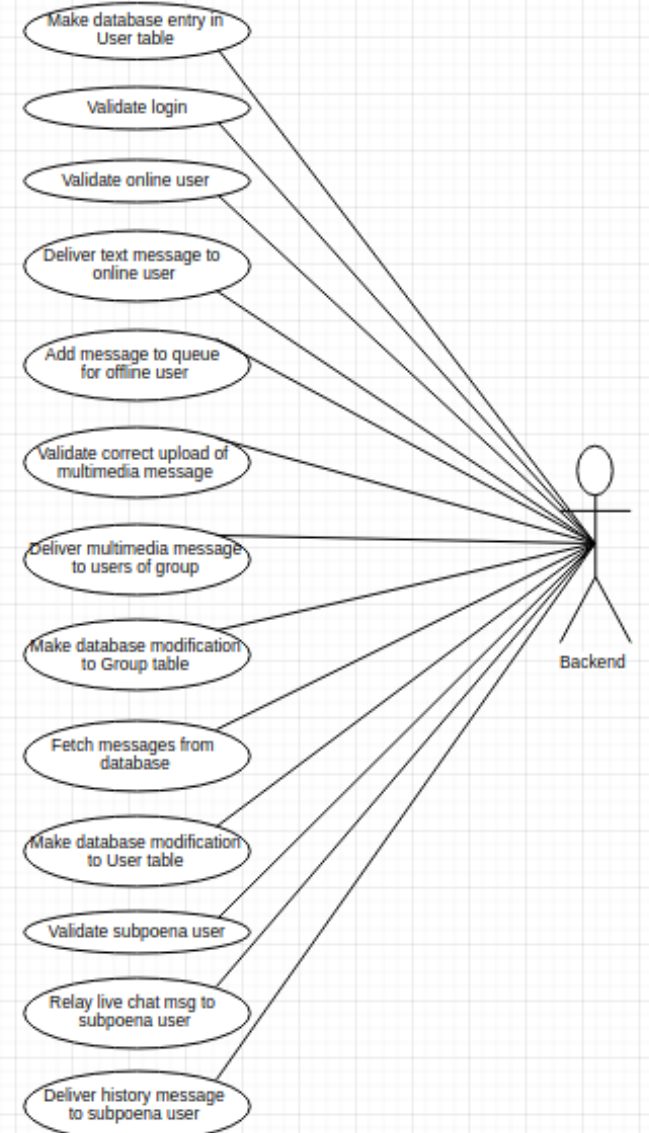 Make database entry in
User table
Validate login
Validate online user
Deliver text message to
online user
Add message to queue
for offline user
Validate correct upload of
multimedia message
Deliver multimedia message
to users of group
Make database modification
to Group table
Backend
Fetch messages from
database
Make database modification
to User table
Validate subpoena user
Relay live chat msg to
subpoena user
Deliver history message
to subpoena user